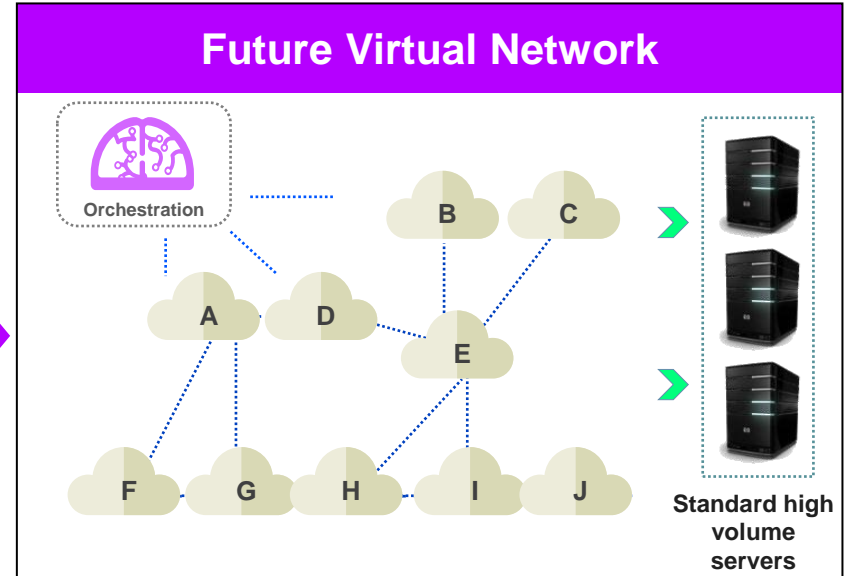 Future Virtual Network
Orchestration
B
C
A
D
E
F
G
H
I
J
Standard high
volume
servers